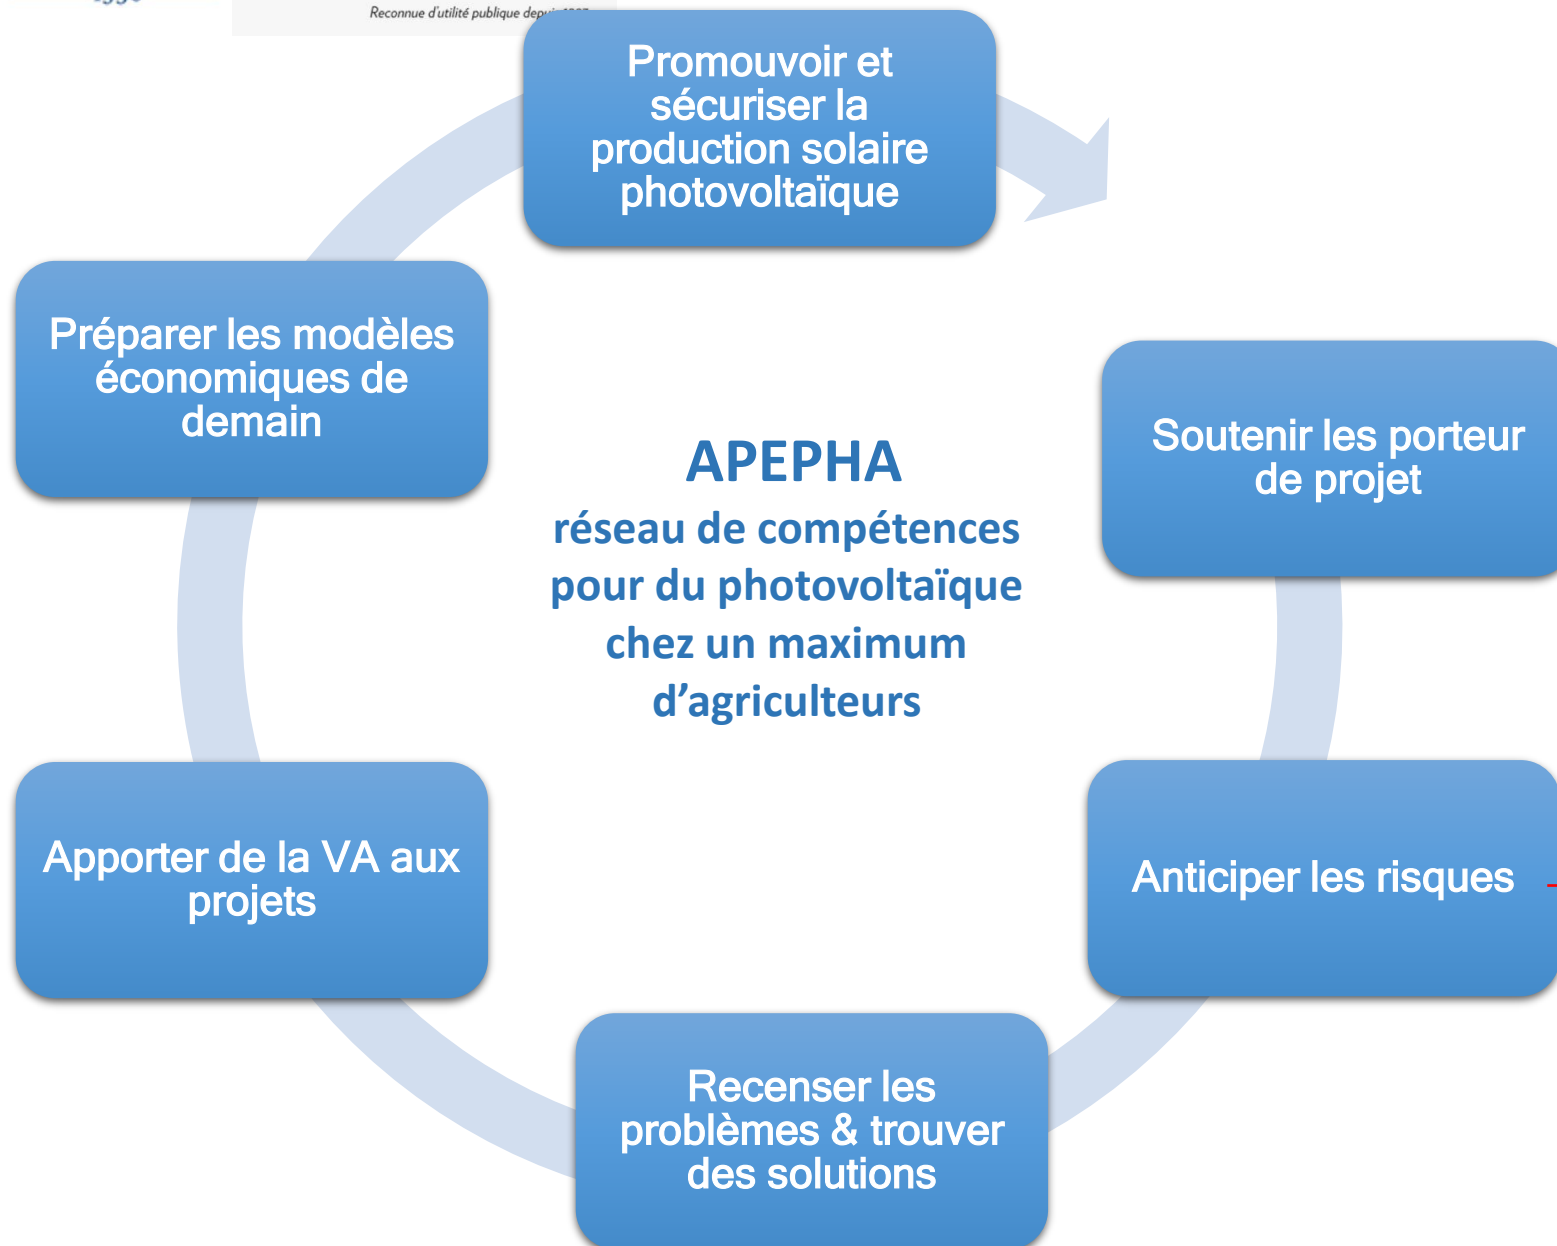 Reconnue d'utilité publique
Promouvoir et
sécuriser la
production solaire
photovoltaïque
Préparer les modèles
économiques de
demain
APEPHA
réseau de compétences
pour du photovoltaïque
chez un maximum
d’agriculteurs
Soutenir les porteur
de projet
Apporter de la VA aux
projets
Anticiper les risques
Recenser les
problèmes & trouver
des solutions